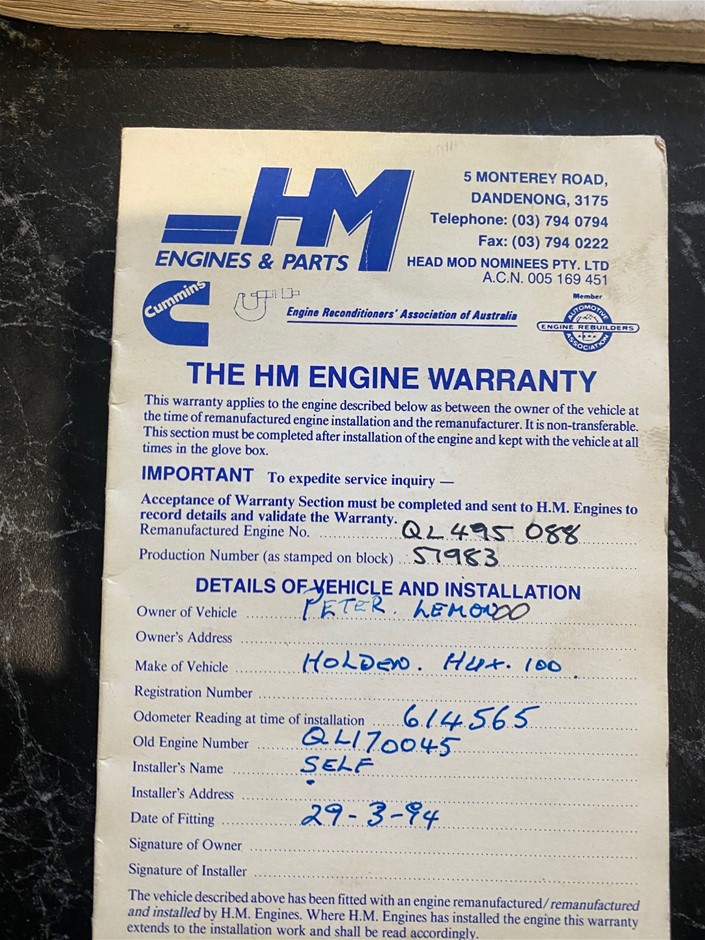 HM
ENGINES & PARTS
5 MONTEREY ROAD,
DANDENONG, 3175
Telephone: (03) 794 0794
Fax: (03) 794 0222
HEAD MOD NOMINEES PTY. LTD
A.C.N. 005 169 451
Cummins
Engine Reconditioners' Association of Australia
Member
AUTOMOTIVE
ENGINE REBUILDERS
ASSOCIATION
THE HM ENGINE WARRANTY
This warranty applies to the engine described below as between the owner of the vehicle at
the time of remanufactured engine installation and the remanufacturer. It is non-transferable.
This section must be completed after installation of the engine and kept with the vehicle at all
times in the glove box.
IMPORTANT To expedite service inquiry —
Acceptance of Warranty Section must be completed and sent to H.M. Engines to
record details and validate the Warranty.
Remanufactured Engine No. QL 495 088
Production Number (as stamped on block) 51983
DETAILS OF VEHICLE AND INSTALLATION
Owner of Vehicle PETER.
Owner's Address
Make of Vehicle HOLDEN. 100
Registration Number
Odometer Reading at time of installation 614565
Old Engine Number QL170045
Installer's Name SELF
Installer's Address
Date of Fitting 29-3-94
Signature of Owner
Signature of Installer
The vehicle described above has been fitted with an engine remanufactured/remanufactured
and installed by H.M. Engines. Where H.M. Engines has installed the engine this warranty
extends to the installation work and shall be read accordingly.